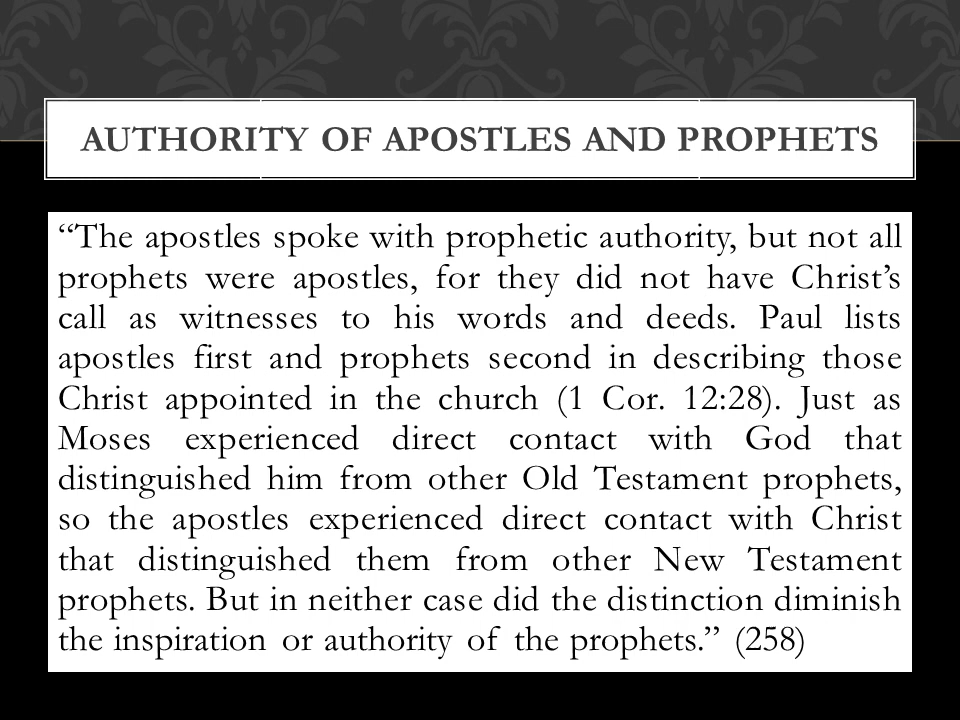 AUTHORITY OF APOSTLES AND PROPHETS
“The apostles spoke with prophetic authority, but not all
prophets were apostles, for they did not have Christ’s
call as witnesses to his words and deeds. Paul lists
apostles first and prophets second in describing those
Christ appointed in the church (1 Cor. 12:28). Just as
Moses experienced direct contact with God that
distinguished him from other Old Testament prophets,
so the apostles experienced direct contact with Christ
that distinguished them from other New Testament
prophets. But in neither case did the distinction diminish
the inspiration or authority of the prophets.” (258)